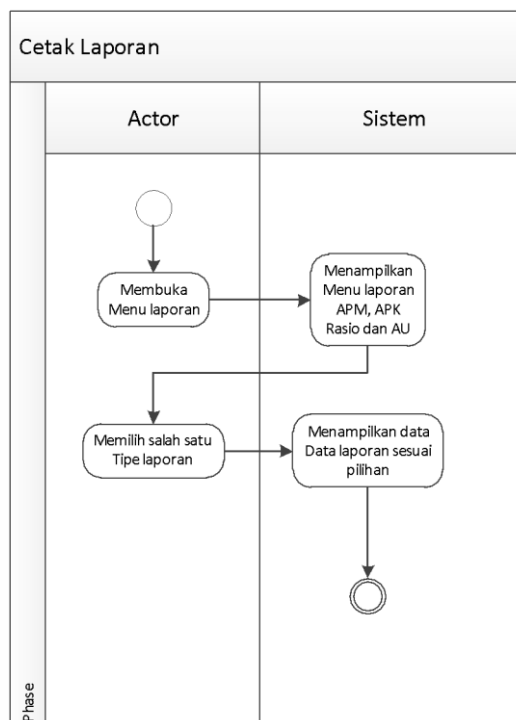 Cetak Laporan
Actor
Sistem
Membuka
Menu laporan
Menampilkan
Menu laporan
APM, APK
Rasio dan AU
Memilih salah satu
Tipe laporan
Menampilkan data
Data laporan sesuai
pilihan
Phase